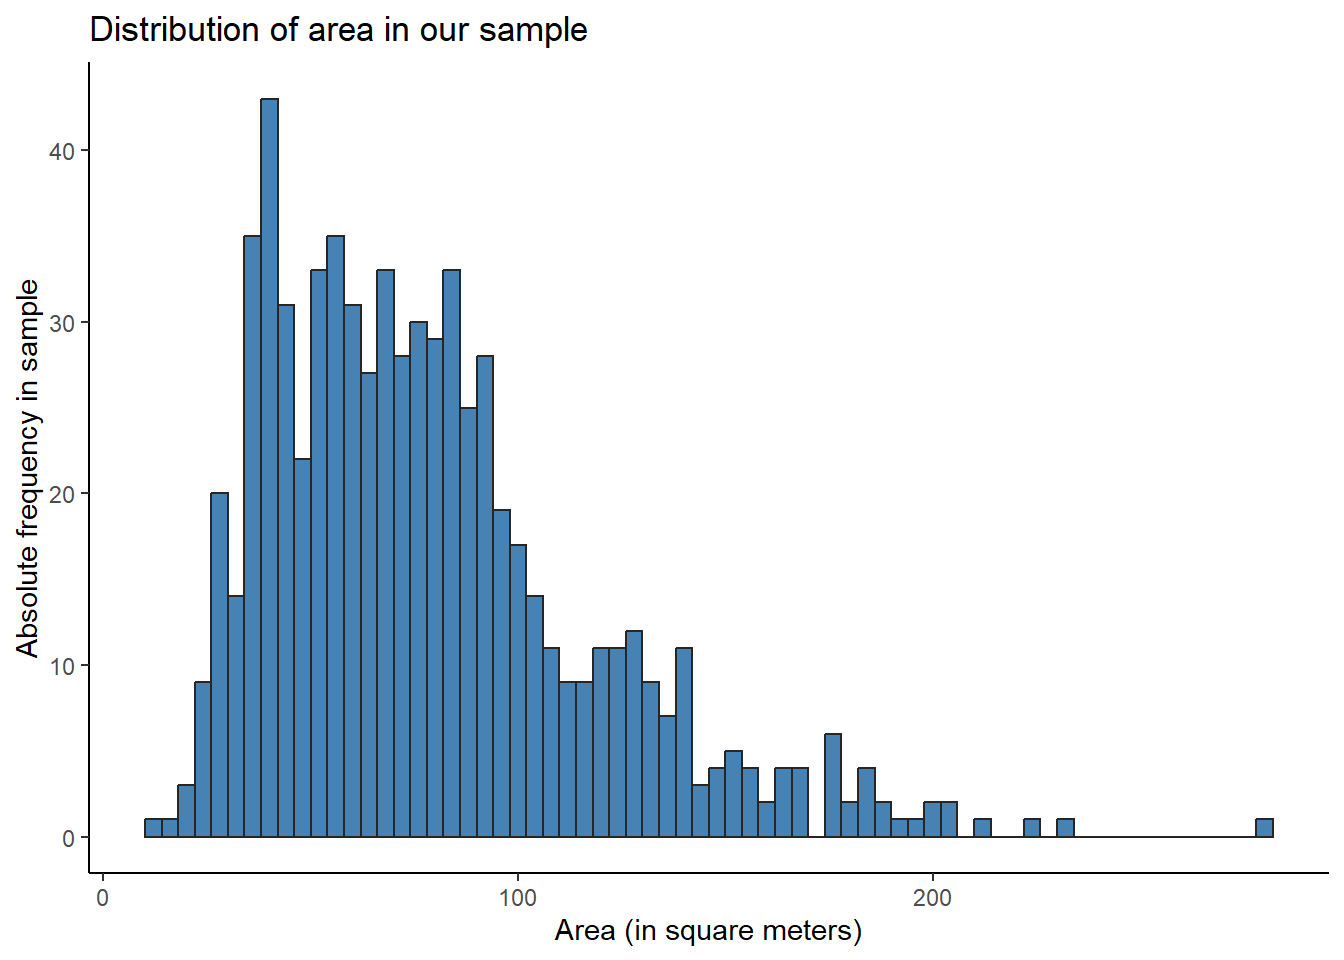 Distribution of area in our sample
Absolute frequency in sample
40
30
20
10
0
0
100
200
Area (in square meters)